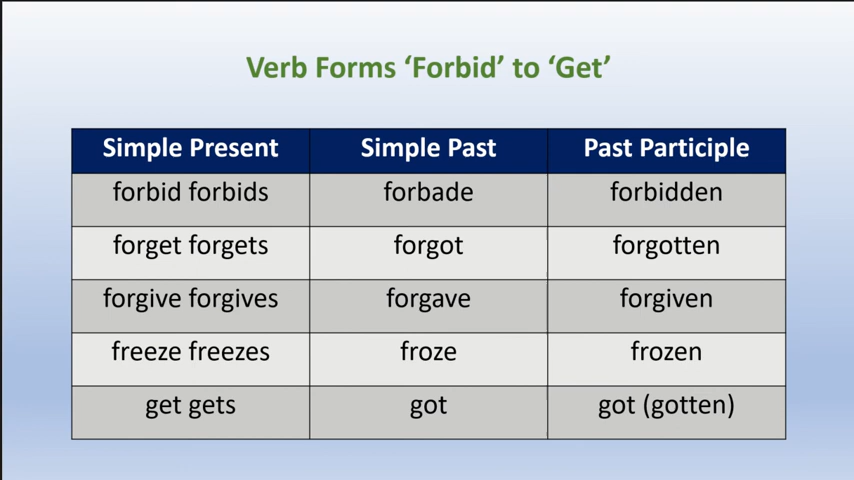 Verb Forms ‘Forbid’ to ‘Get’
Simple Present Simple Past Past Participle
forbid forbids forbade forbidden
forget forgets forgot forgotten
forgive forgives forgave forgiven
freeze freezes froze frozen
get gets got got (gotten)